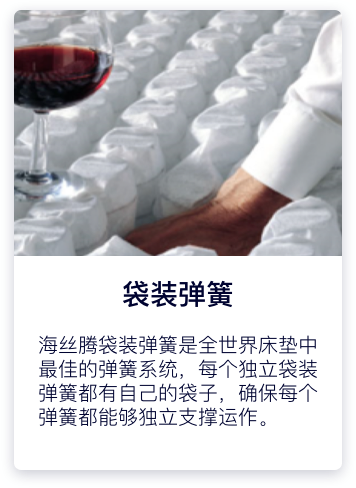 袋装弹簧
海丝腾袋装弹簧是全世界床垫中
最佳的弹簧系统，每个独立袋装
弹簧都有自己的袋子，确保每个
弹簧都能够独立支撑运作。